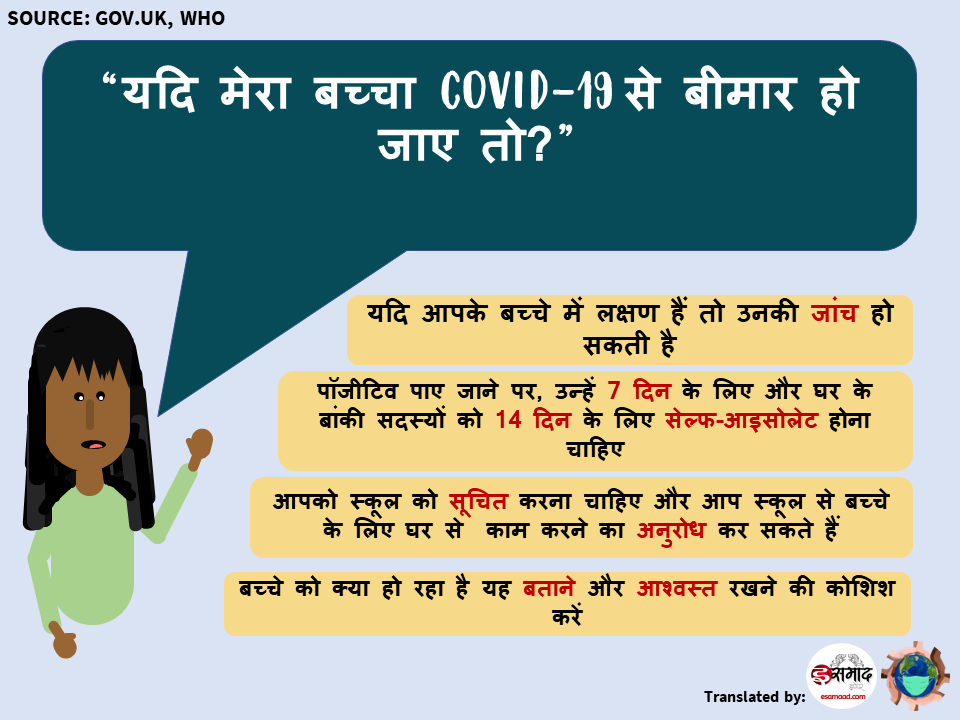 SOURCE: GOV.UK, WHO
“यदि मेरा बच्चा COVID-19 से बीमार हो
जाए तो?”
यदि आपके बच्चे में लक्षण हैं तो उनकी जांच हो
सकती है
पॉजीटिव पाए जाने पर, उन्हें 7 दिन के लिए और घर के
बांकी सदस्यों को 14 दिन के लिए सेल्फ-आइसोलेट होना
चाहिए
आपको स्कूल को सूचित करना चाहिए और आप स्कूल से बच्चे
के लिए घर से काम करने का अनुरोध कर सकते हैं
बच्चे को क्या हो रहा है यह बताने और आश्वस्त रखने की कोशिश
करें
Translated by:
esamaad.com